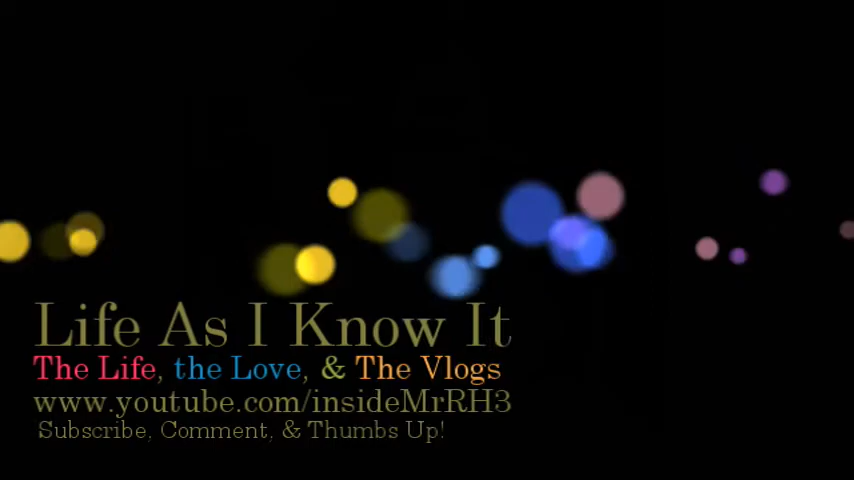 Life As I Know It
The Life, the Love, & The Vlogs
www.youtube.com/insideMrRH3
Subscribe, Comment, & Thumbs Up!